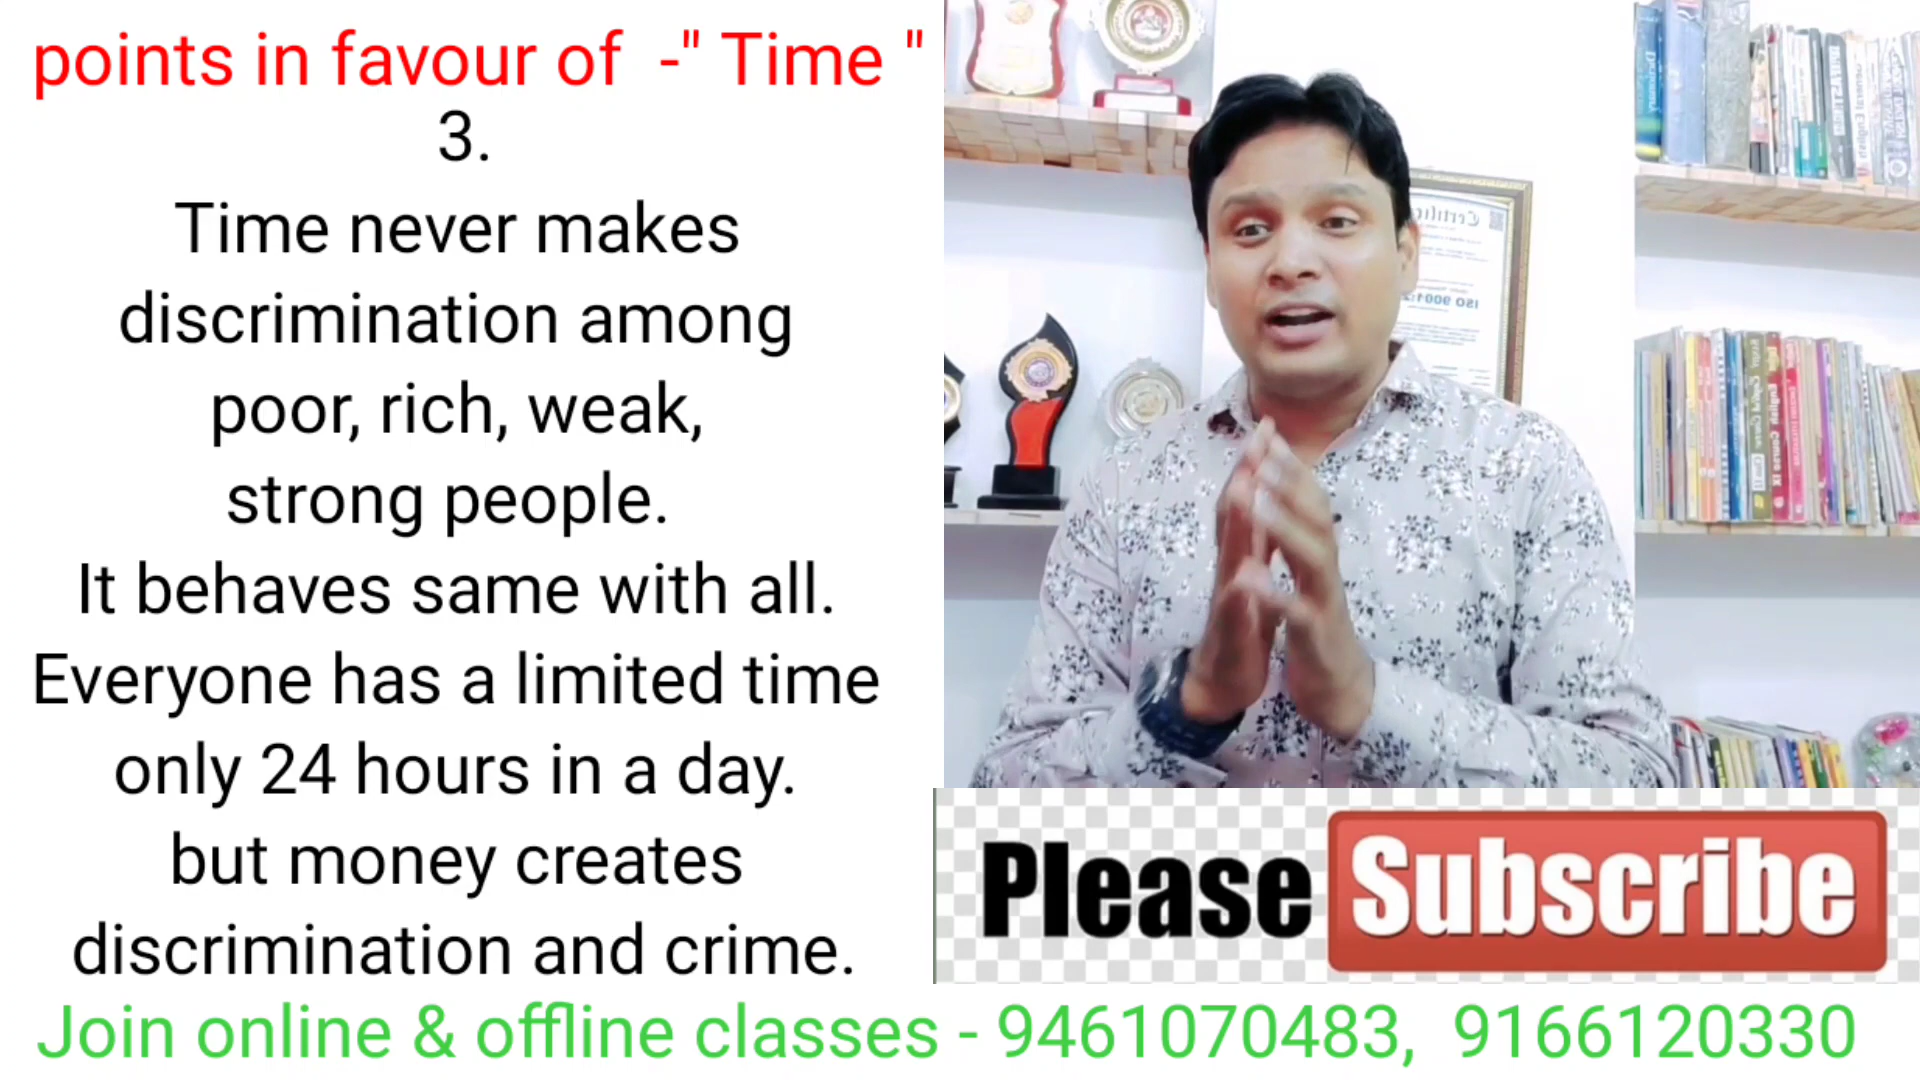 points in favour of -" Time "
3.
Time never makes
discrimination among
poor, rich, weak,
strong people.
It behaves same with all.
Everyone has a limited time
only 24 hours in a day.
but money creates
discrimination and crime.
Please Subscribe
Join online & offline classes - 9461070483, 9166120330